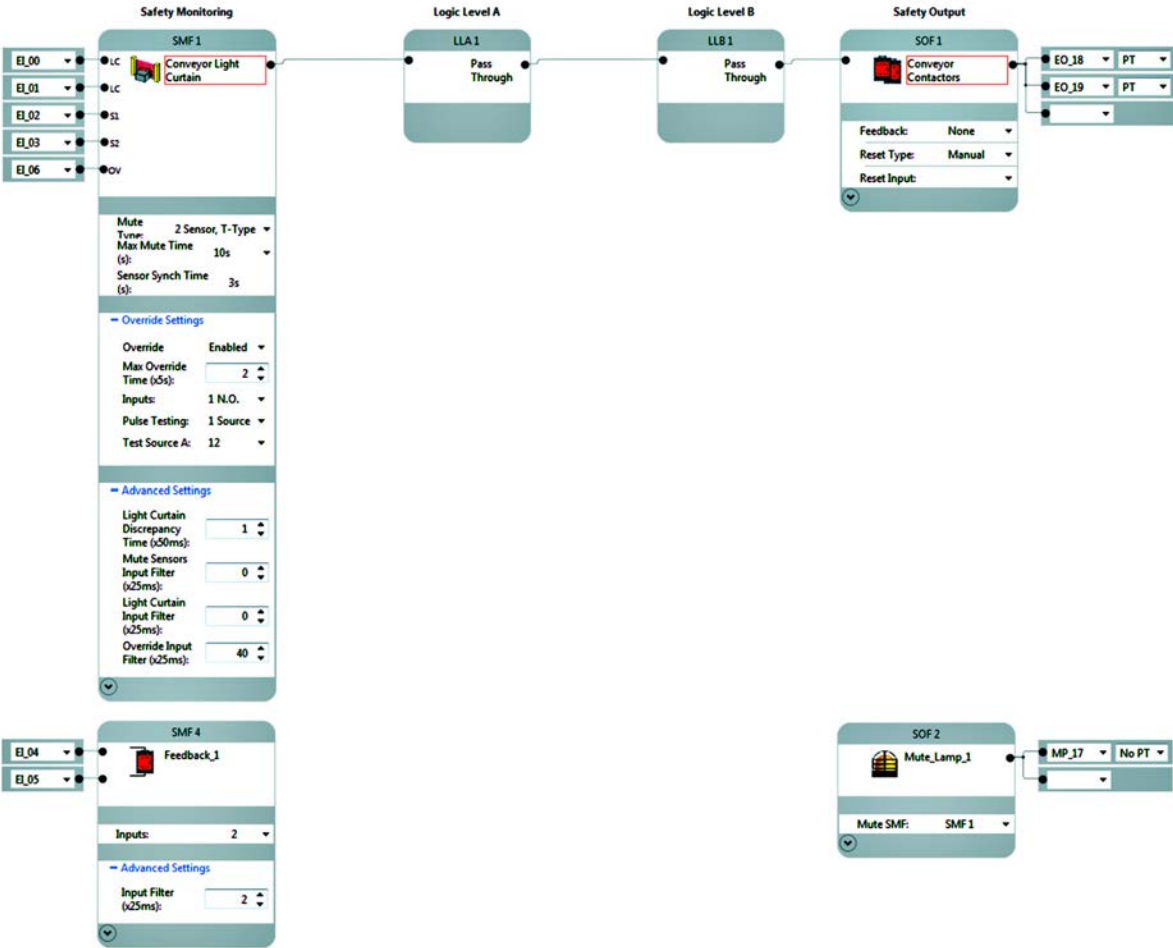 Safety Monitoring
Logic Level A
Logic Level B
Safety Output
SMF 1
EI_00
LC
Conveyor Light
Curtain
EI_01
LC
EI_02
S1
EI_03
S2
EI_06
OV
Mute
Type:
2 Sensor, T-Type
Max Mute Time
(s):
10s
Sensor Synch Time
(s):
3s
Override Settings
Override
Enabled
Max Override
Time (x5s):
2
Inputs:
1 N.O.
Pulse Testing:
1 Source
Test Source A:
12
Advanced Settings
Light Curtain
Discrepancy
Time (x50ms):
1
Mute Sensors
Input Filter
(x25ms):
0
Light Curtain
Input Filter
(x25ms):
0
Override Input
Filter (x25ms):
40
LLA 1
Pass
Through
LLB 1
Pass
Through
SOF 1
Conveyor
Contactors
EO_18
PT
EO_19
PT
Feedback:
None
Reset Type:
Manual
Reset Input:
SMF 4
EI_04
Feedback_1
EI_05
Inputs:
2
Advanced Settings
Input Filter
(x25ms):
2
SOF 2
Mute_Lamp_1
MP_17
No PT
Mute SMF:
SMF 1